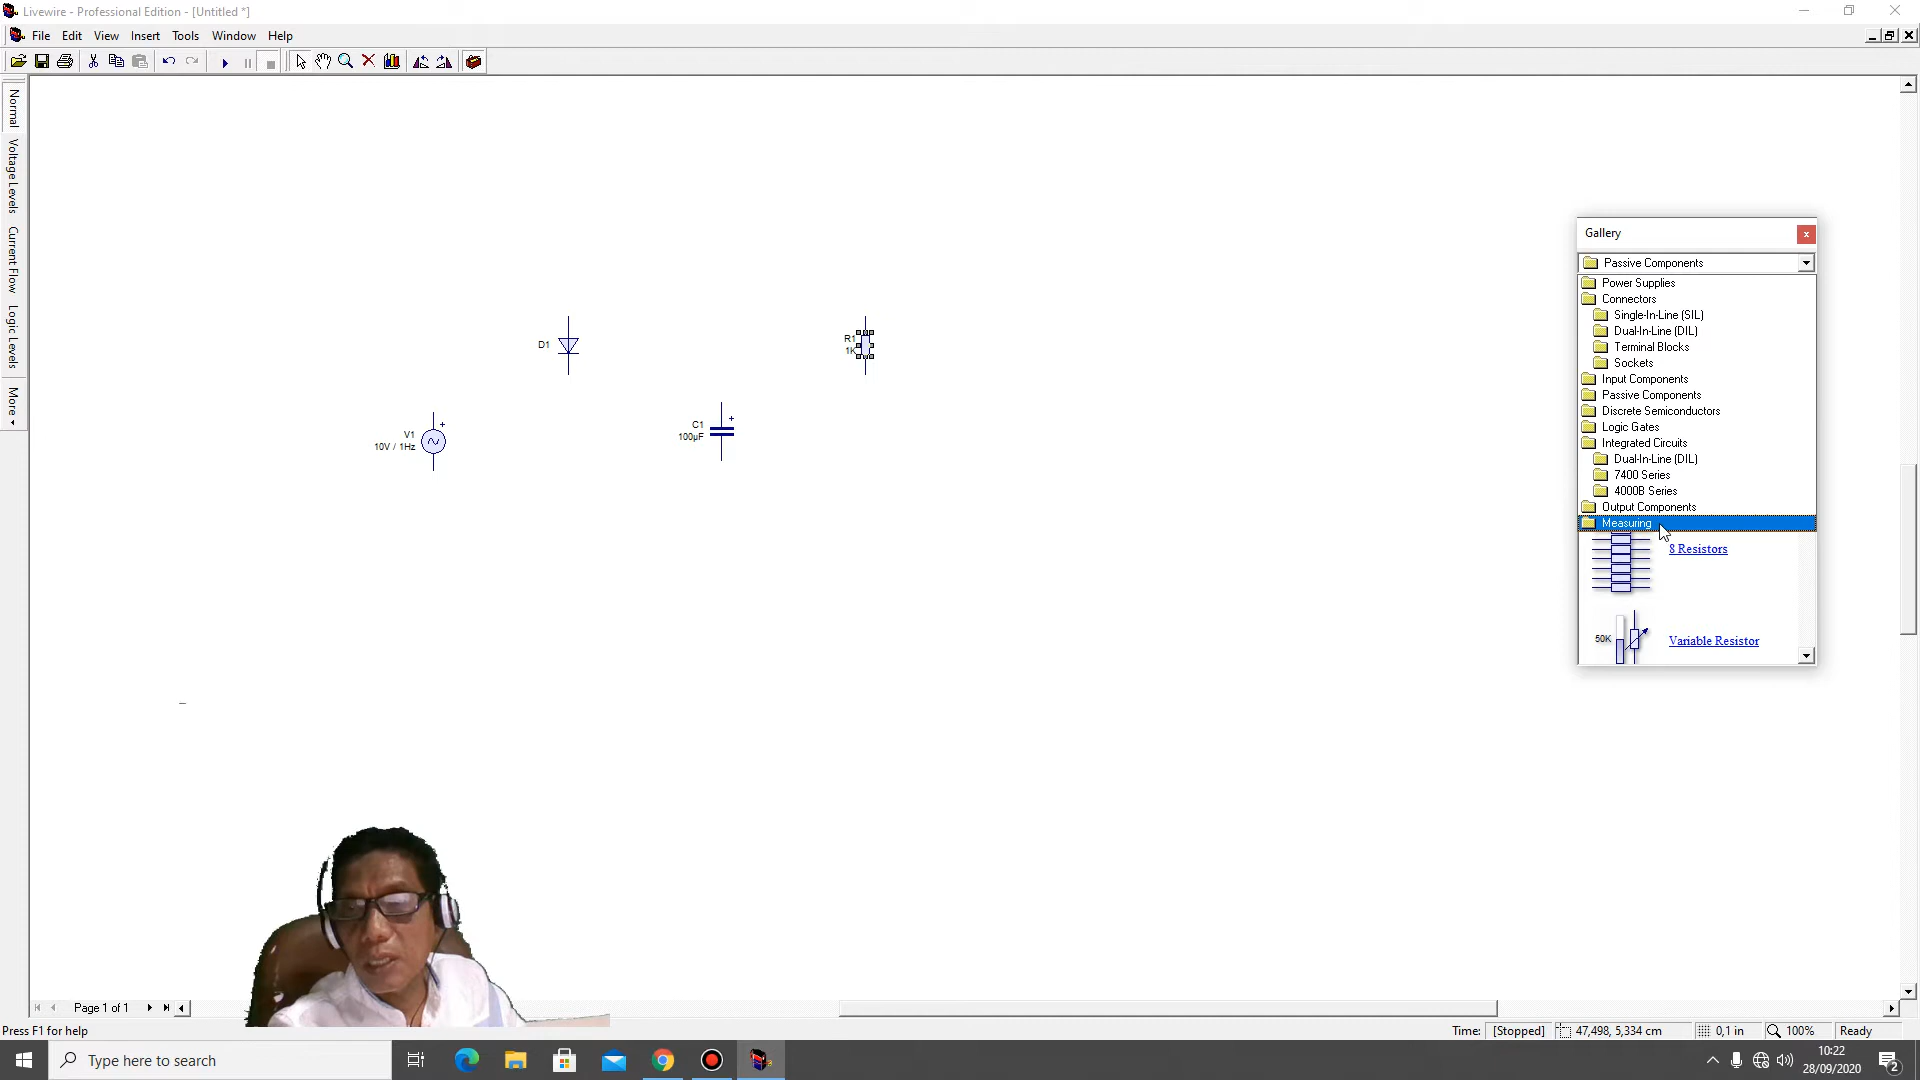 Livewire - Professional Edition - [Untitled *]
File Edit View Insert Tools Window Help
Normal
Voltage Levels
Current Flow
Logic Levels
More
D1
R1
1K
V1
10V / 1Hz
C1
100µF
Gallery
Passive Components
Power Supplies
Connectors
Single-In-Line (SIL)
Dual-In-Line (DIL)
Terminal Blocks
Sockets
Input Components
Passive Components
Discrete Semiconductors
Logic Gates
Integrated Circuits
Dual-In-Line (DIL)
7400 Series
4000B Series
Output Components
Measuring
8 Resistors
50K
Variable Resistor
Page 1 of 1
Press F1 for help
Time: [Stopped] 47,498, 5,334 cm 0,1 in 100% Ready
Type here to search
10:22
28/09/2020
2